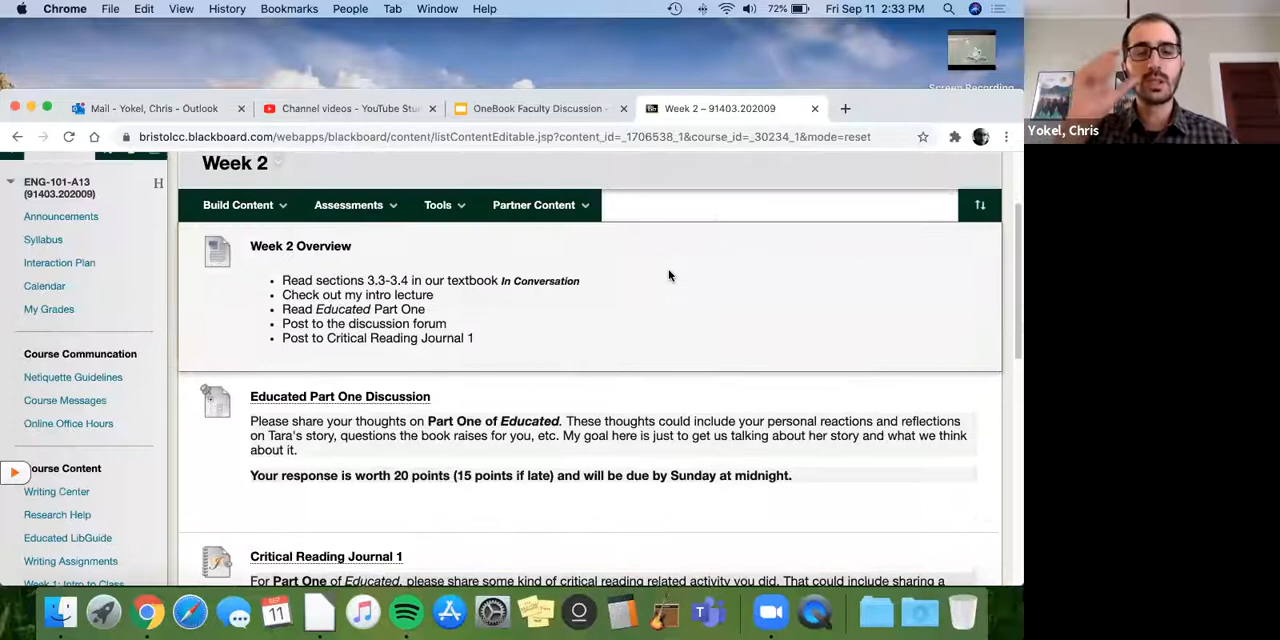 Chrome File Edit View History Bookmarks People Tab Window Help 72% Fri Sep 11 2:33 PM
Screen Recording
Mail - Yokel, Chris - Outlook
Channel videos - YouTube Stu
OneBook Faculty Discussion -
Week 2 – 91403.202009
bristolcc.blackboard.com/webapps/blackboard/content/listContentEditable.jsp?content_id=_1706538_1&course_id=_30234_1&mode=reset
Yokel, Chris
ENG-101-A13
(91403.202009)
Announcements
Syllabus
Interaction Plan
Calendar
My Grades
Course Communcation
Netiquette Guidelines
Course Messages
Online Office Hours
Course Content
Writing Center
Research Help
Educated LibGuide
Writing Assignments
Week 1: Intro to Class
Week 2
Build Content Assessments Tools Partner Content
Week 2 Overview
Read sections 3.3-3.4 in our textbook In Conversation
Check out my intro lecture
Read Educated Part One
Post to the discussion forum
Post to Critical Reading Journal 1
Educated Part One Discussion
Please share your thoughts on Part One of Educated. These thoughts could include your personal reactions and reflections
on Tara's story, questions the book raises for you, etc. My goal here is just to get us talking about her story and what we think
about it.
Your response is worth 20 points (15 points if late) and will be due by Sunday at midnight.
Critical Reading Journal 1
For Part One of Educated, please share some kind of critical reading related activity you did. That could include sharing a
SEP
11